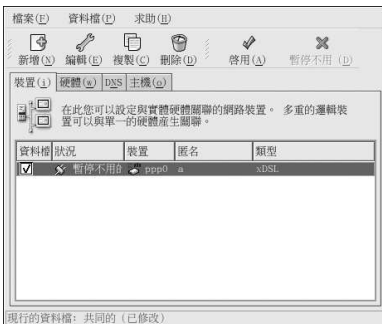 檔案(F) 資料檔(P) 求助(H)
新增(N) 編輯(E) 複製(C) 刪除(D) 啓用(A) 暫停不用(D)
裝置(i) 硬體(w) DNS 主機(o)
在此您可以設定與實體硬體關聯的網路裝置。 多重的邏輯裝
置可以與單一的硬體產生關聯。
資料檔 狀況 裝置 匿名 類型
暫停不用的 ppp0 a xDSL
現行的資料檔: 共同的 (已修改)